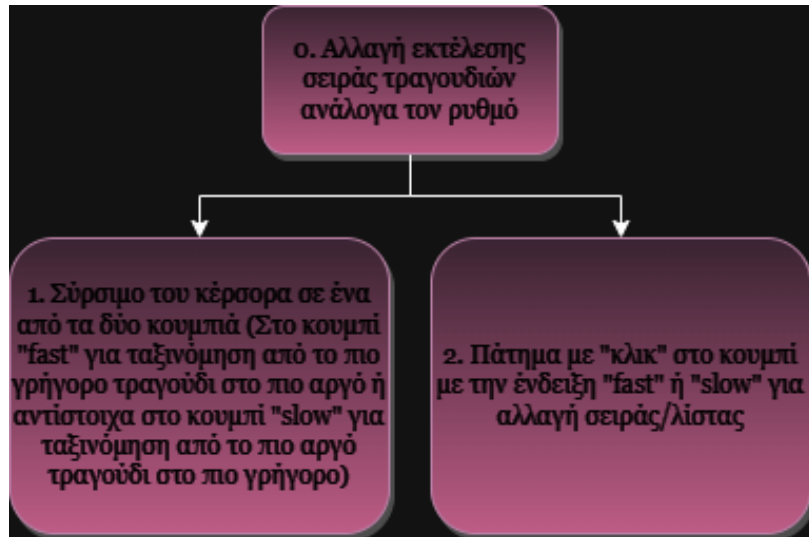 0. Αλλαγή εκτέλεσης
σειράς τραγουδιών
ανάλογα τον ρυθμό
1. Σύρσιμο του κέρσορα σε ένα
από τα δύο κουμπιά (Στο κουμπί
"fast" για ταξινόμηση από το πιο
γρήγορο τραγούδι στο πιο αργό ή
αντίστοιχα στο κουμπί "slow" για
ταξινόμηση από το πιο αργό
τραγούδι στο πιο γρήγορο)
2. Πάτημα με "κλικ" στο κουμπί
με την ένδειξη "fast" ή "slow" για
αλλαγή σειράς/λίστας